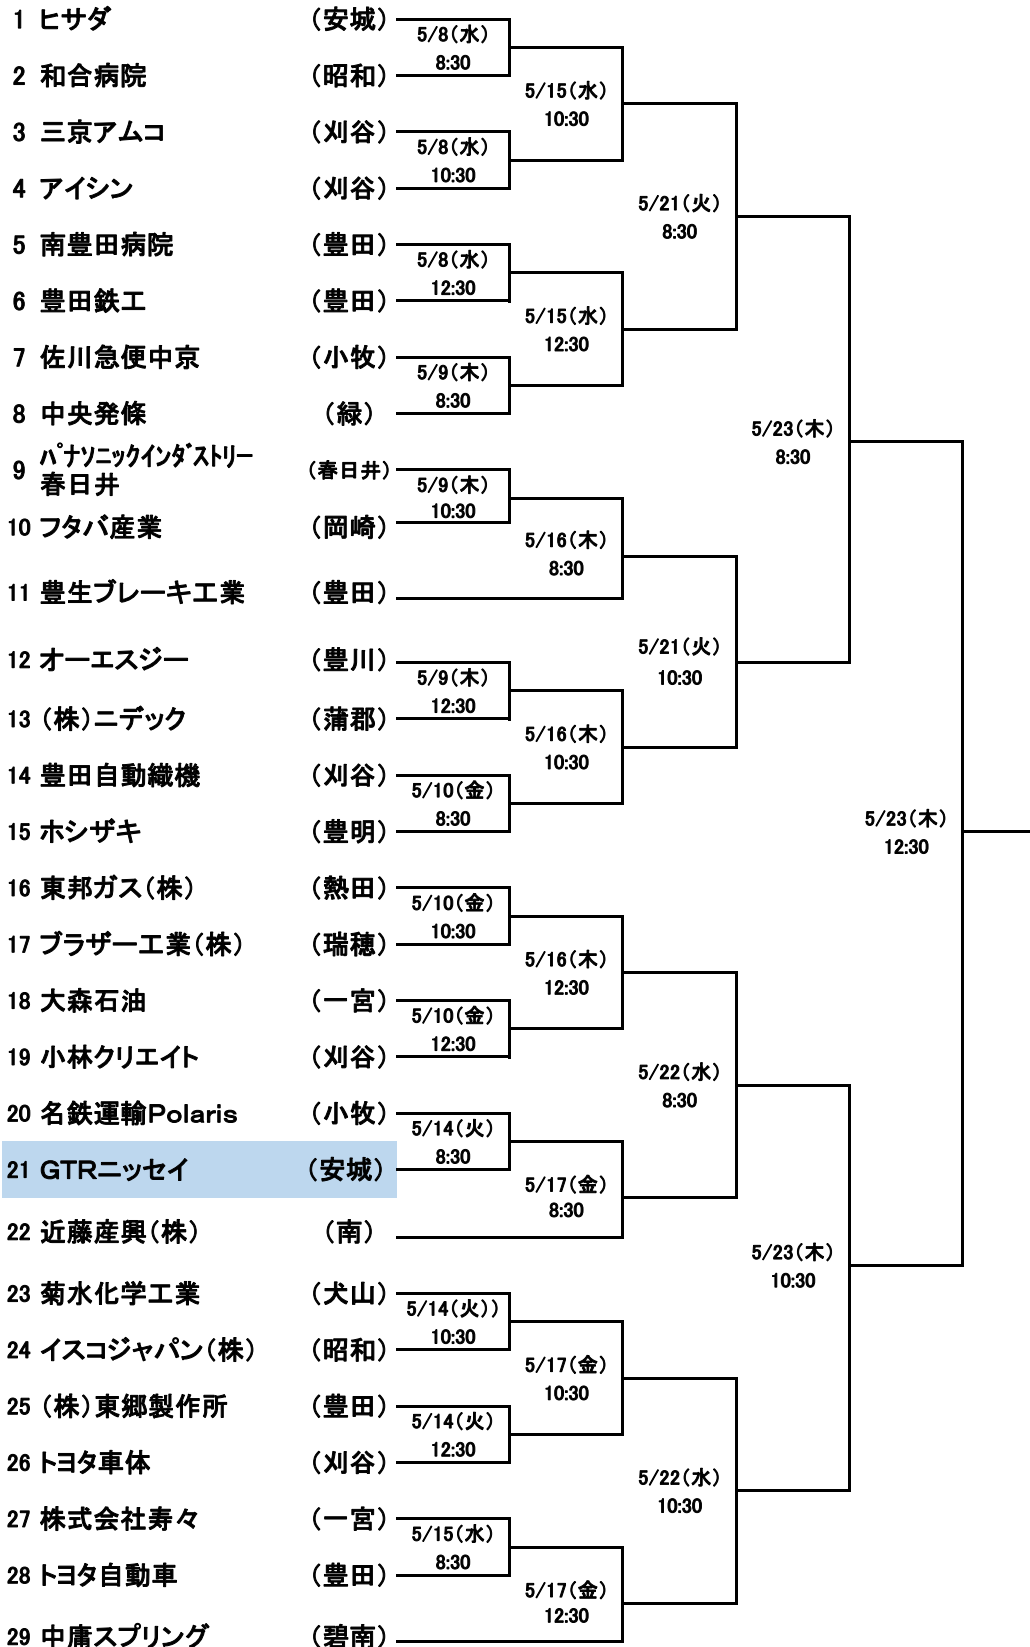 1 ヒサダ （安城）
5/8（水）
8:30
2 和合病院 （昭和）
5/15（水）
10:30
3 三京アムコ （刈谷）
5/8（水）
10:30
4 アイシン （刈谷）
5/21（火）
8:30
5 南豊田病院 （豊田）
5/8（水）
12:30
6 豊田鉄工 （豊田）
5/15（水）
12:30
7 佐川急便中京 （小牧）
5/9（木）
8:30
8 中央発條 （緑）
5/23（木）
8:30
9 ﾊﾟﾅソニックインダストリー
春日井 （春日井）
5/9（木）
10:30
10 フタバ産業 （岡崎）
5/16（木）
8:30
11 豊生ブレーキ工業 （豊田）
5/21（火）
10:30
12 オーエスジー （豊川）
5/9（木）
12:30
13 （株）ニデック （蒲郡）
5/16（木）
10:30
14 豊田自動織機 （刈谷）
5/10（金）
8:30
15 ホシザキ （豊明）
5/23（木）
12:30
16 東邦ガス（株） （熱田）
5/10（金）
10:30
17 ブラザー工業（株） （瑞穂）
5/16（木）
12:30
18 大森石油 （一宮）
5/10（金）
12:30
19 小林クリエイト （刈谷）
5/22（水）
8:30
20 名鉄運輸Polaris （小牧）
5/14（火）
8:30
21 GTRニッセイ （安城）
5/17（金）
8:30
22 近藤産興（株） （南）
5/23（木）
10:30
23 菊水化学工業 （犬山）
5/14（火））
10:30
24 イスコジャパン（株） （昭和）
5/17（金）
10:30
25 （株）東郷製作所 （豊田）
5/14（火）
12:30
26 トヨタ車体 （刈谷）
5/22（水）
10:30
27 株式会社寿々 （一宮）
5/15（水）
8:30
28 トヨタ自動車 （豊田）
5/17（金）
12:30
29 中庸スプリング （碧南）